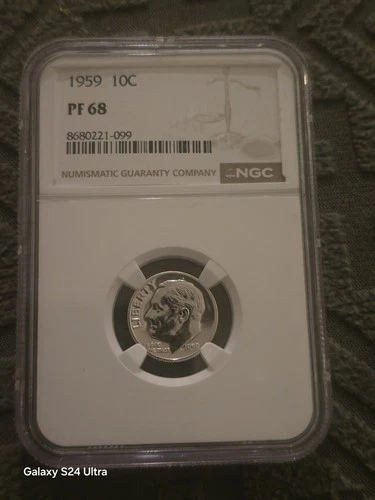 1959 10C
PF 68
8680221-099
NUMISMATIC GUARANTY COMPANY NGC
LIBERTY
Galaxy S24 Ultra